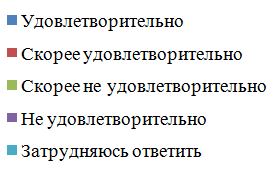 Удовлетворительно
Скорее удовлетворительно
Скорее не удовлетворительно
Не удовлетворительно
Затрудняюсь ответить